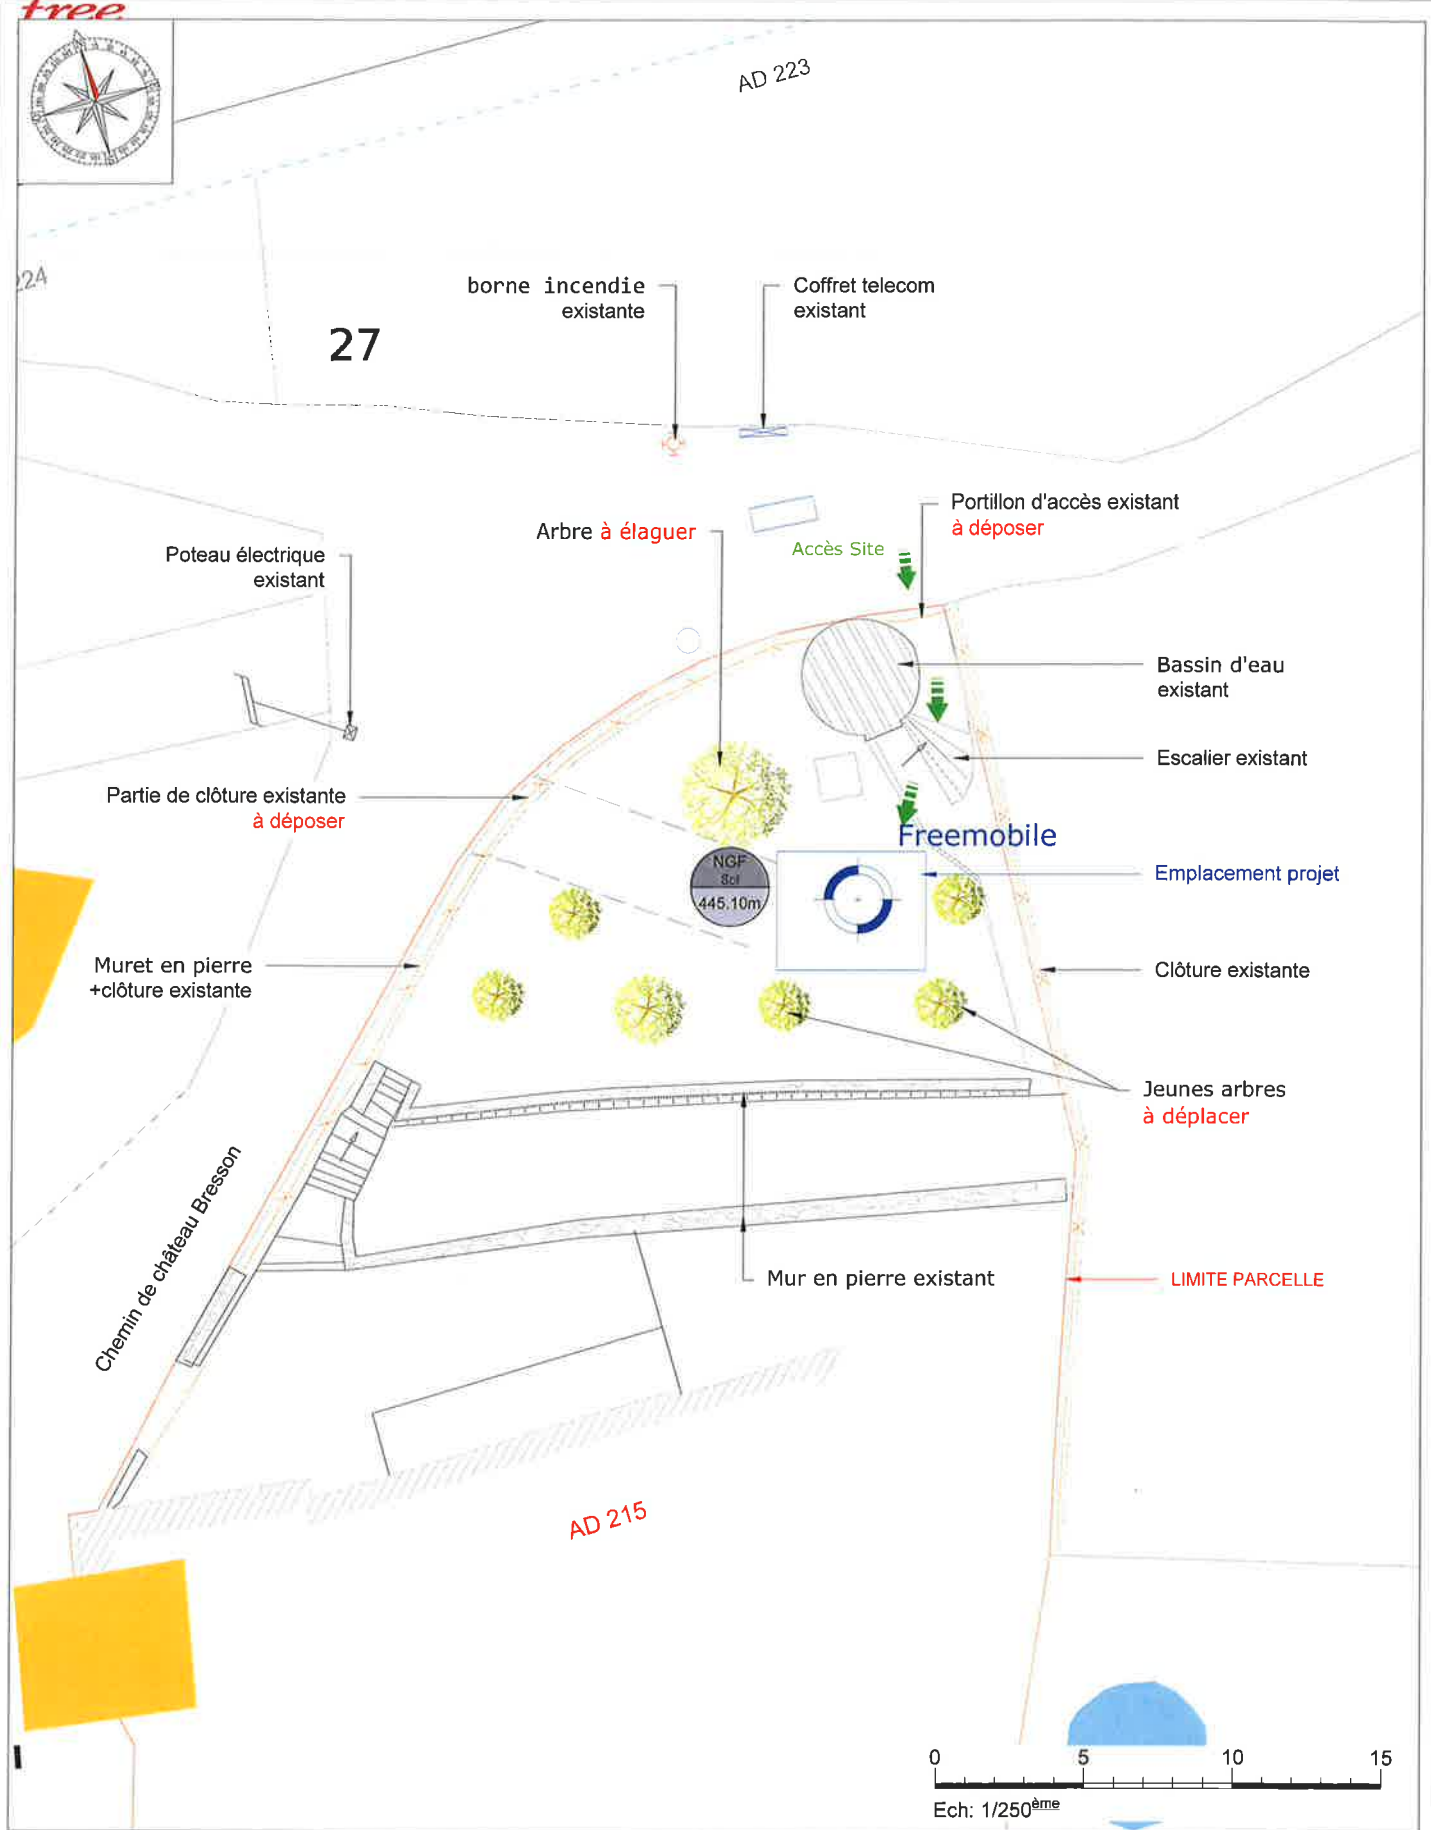 free
AD 223
224
borne incendie
existante
Coffret telecom
existant
27
Arbre à élaguer
Portillon d'accès existant
à déposer
Accès Site
Poteau électrique
existant
Bassin d'eau
existant
Escalier existant
Partie de clôture existante
à déposer
Freemobile
NGF
Sol
445.10m
Emplacement projet
Muret en pierre
+clôture existante
Clôture existante
Jeunes arbres
à déplacer
Chemin de château Bresson
Mur en pierre existant
LIMITE PARCELLE
AD 215
0 5 10 15
Ech: 1/250ème